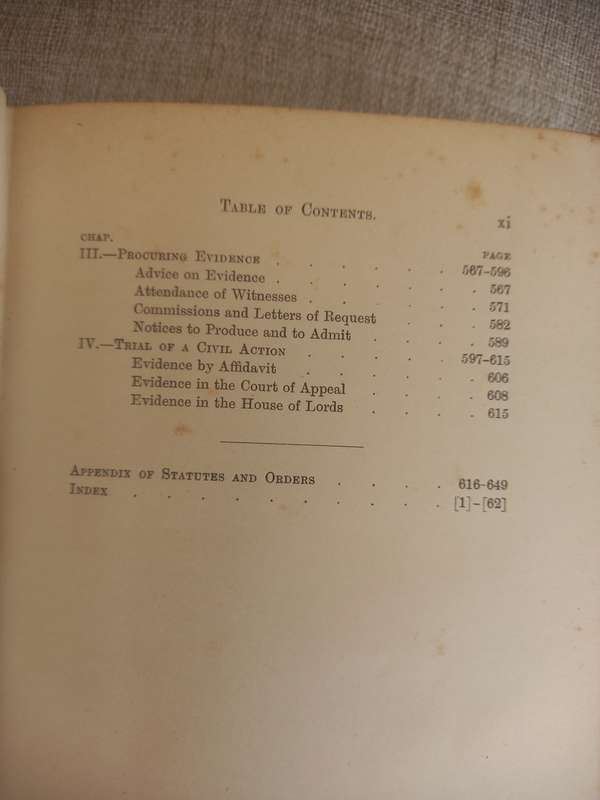 TABLE OF CONTENTS. xi
CHAP. PAGE
III.—PROCURING EVIDENCE . . . . . 567–596
Advice on Evidence . . . . . . 567
Attendance of Witnesses . . . . . 571
Commissions and Letters of Request . . . 582
Notices to Produce and to Admit . . . 589
IV.—TRIAL OF A CIVIL ACTION . . . . . 597–615
Evidence by Affidavit . . . . . 606
Evidence in the Court of Appeal . . . . 608
Evidence in the House of Lords . . . . 615
APPENDIX OF STATUTES AND ORDERS . . . . 616–649
INDEX . . . . . . . . . . [1]–[62]